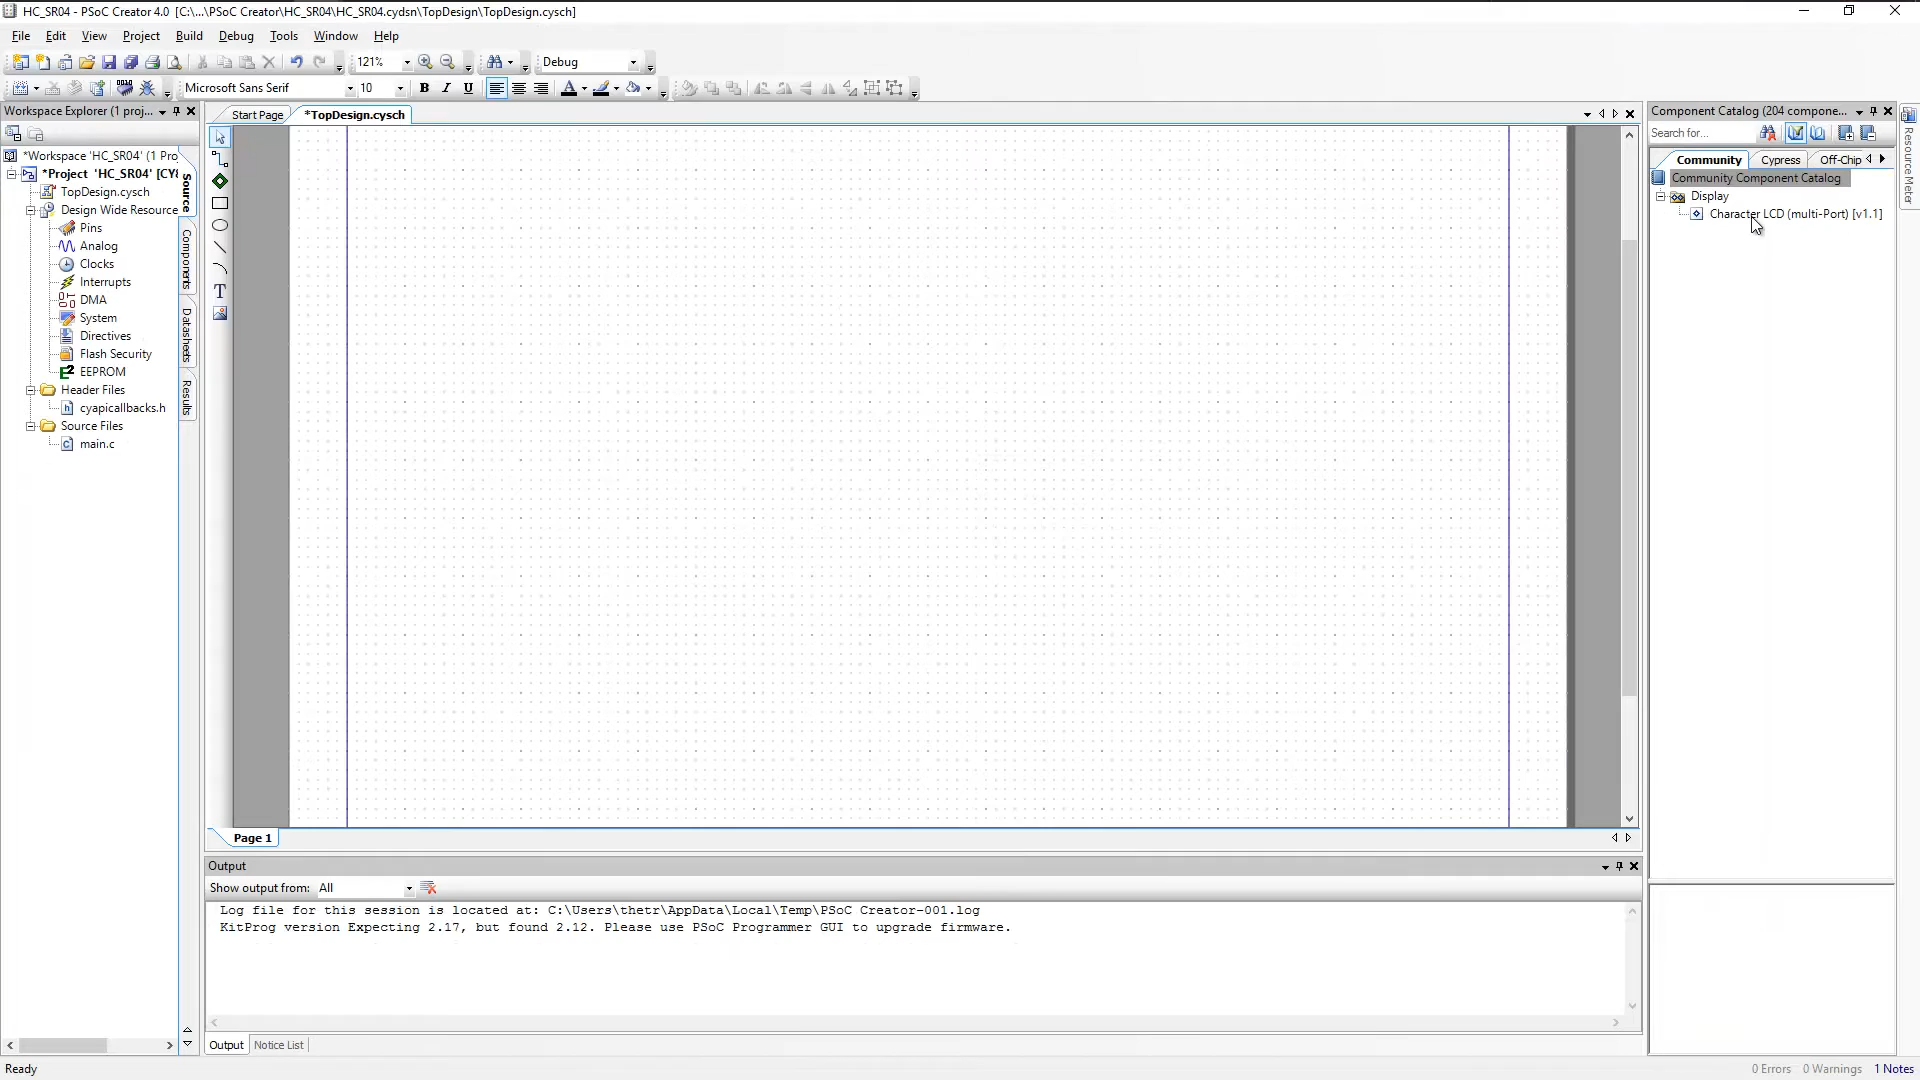 HC_SR04 - PSoC Creator 4.0 [C:\...\PSoC Creator\HC_SR04\HC_SR04.cydsn\TopDesign\TopDesign.cysch]
File Edit View Project Build Debug Tools Window Help
121% Debug
Microsoft Sans Serif 10 B I U A
Workspace Explorer (1 proj...
Start Page *TopDesign.cysch
Component Catalog (204 compone...
Search for...
*Workspace 'HC_SR04' (1 Pro
*Project 'HC_SR04' [CY8
TopDesign.cysch
Design Wide Resource
Pins
Analog
Clocks
Interrupts
DMA
System
Directives
Flash Security
EEPROM
Header Files
cyapicallbacks.h
Source Files
main.c
Source
Components
Datasheets
Results
T
Community Cypress Off-Chip
Community Component Catalog
Display
Character LCD (multi-Port) [v1.1]
Resource Meter
Page 1
Output
Show output from: All
Log file for this session is located at: C:\Users\thetr\AppData\Local\Temp\PSoC Creator-001.log
KitProg version Expecting 2.17, but found 2.12. Please use PSoC Programmer GUI to upgrade firmware.
Output Notice List
Ready
0 Errors 0 Warnings 1 Notes